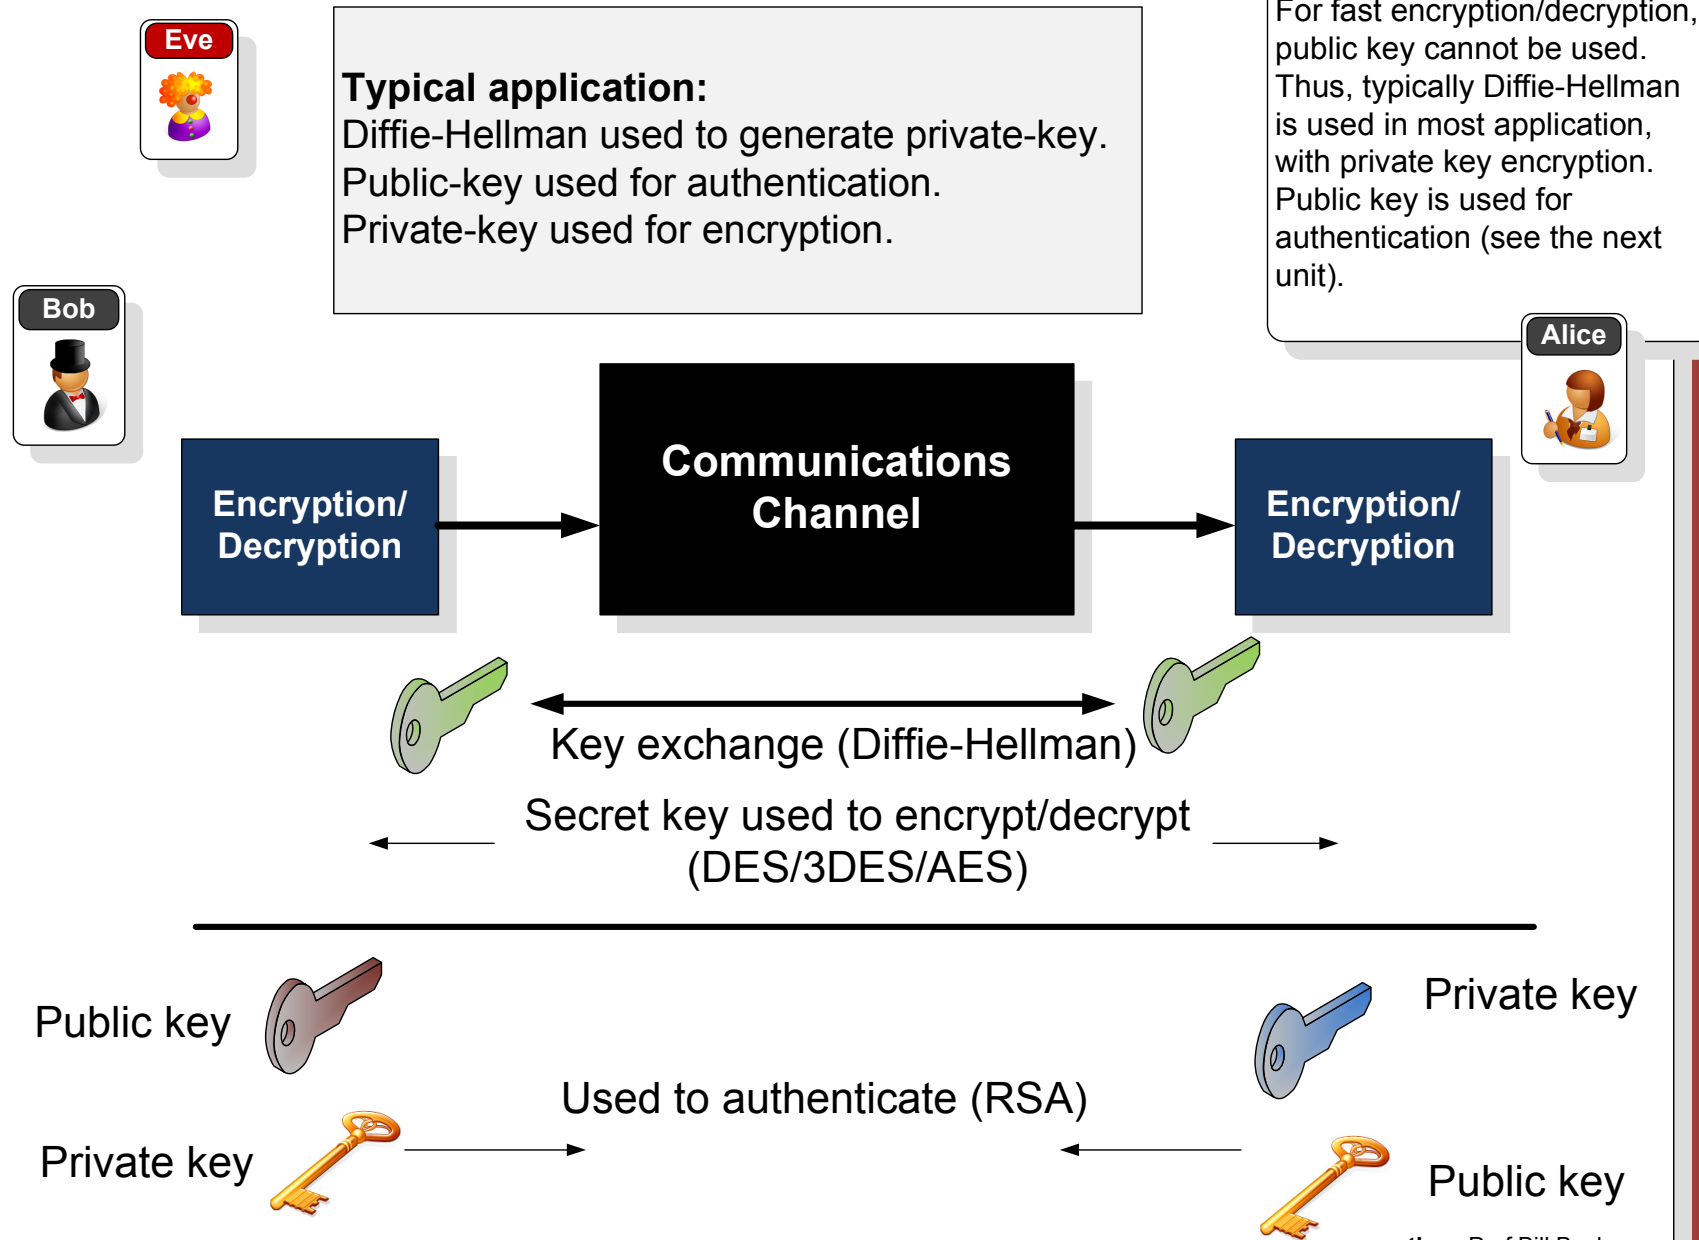 Eve
Typical application:
Diffie-Hellman used to generate private-key.
Public-key used for authentication.
Private-key used for encryption.
For fast encryption/decryption,
public key cannot be used.
Thus, typically Diffie-Hellman
is used in most application,
with private key encryption.
Public key is used for
authentication (see the next
unit).
Bob
Alice
Encryption/
Decryption
Communications
Channel
Encryption/
Decryption
Key exchange (Diffie-Hellman)
Secret key used to encrypt/decrypt
(DES/3DES/AES)
Public key
Private key
Used to authenticate (RSA)
Private key
Public key
Prof Bill